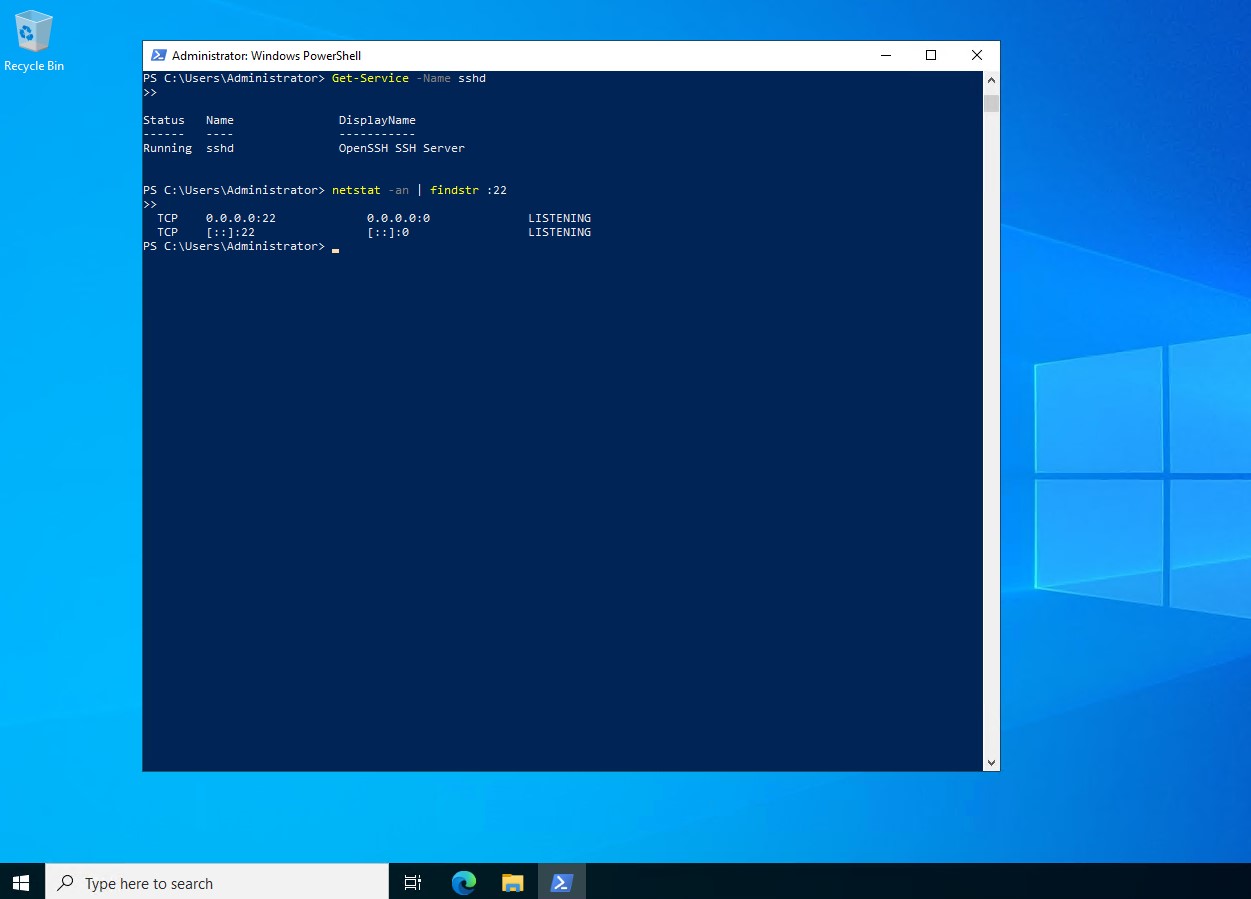 Recycle Bin
Administrator: Windows PowerShell
PS C:\Users\Administrator> Get-Service -Name sshd
>>
Status   Name               DisplayName
------   ----               -----------
Running  sshd               OpenSSH SSH Server
PS C:\Users\Administrator> netstat -an | findstr :22
>>
  TCP    0.0.0.0:22             0.0.0.0:0              LISTENING
  TCP    [::]:22                [::]:0                 LISTENING
PS C:\Users\Administrator>
Type here to search